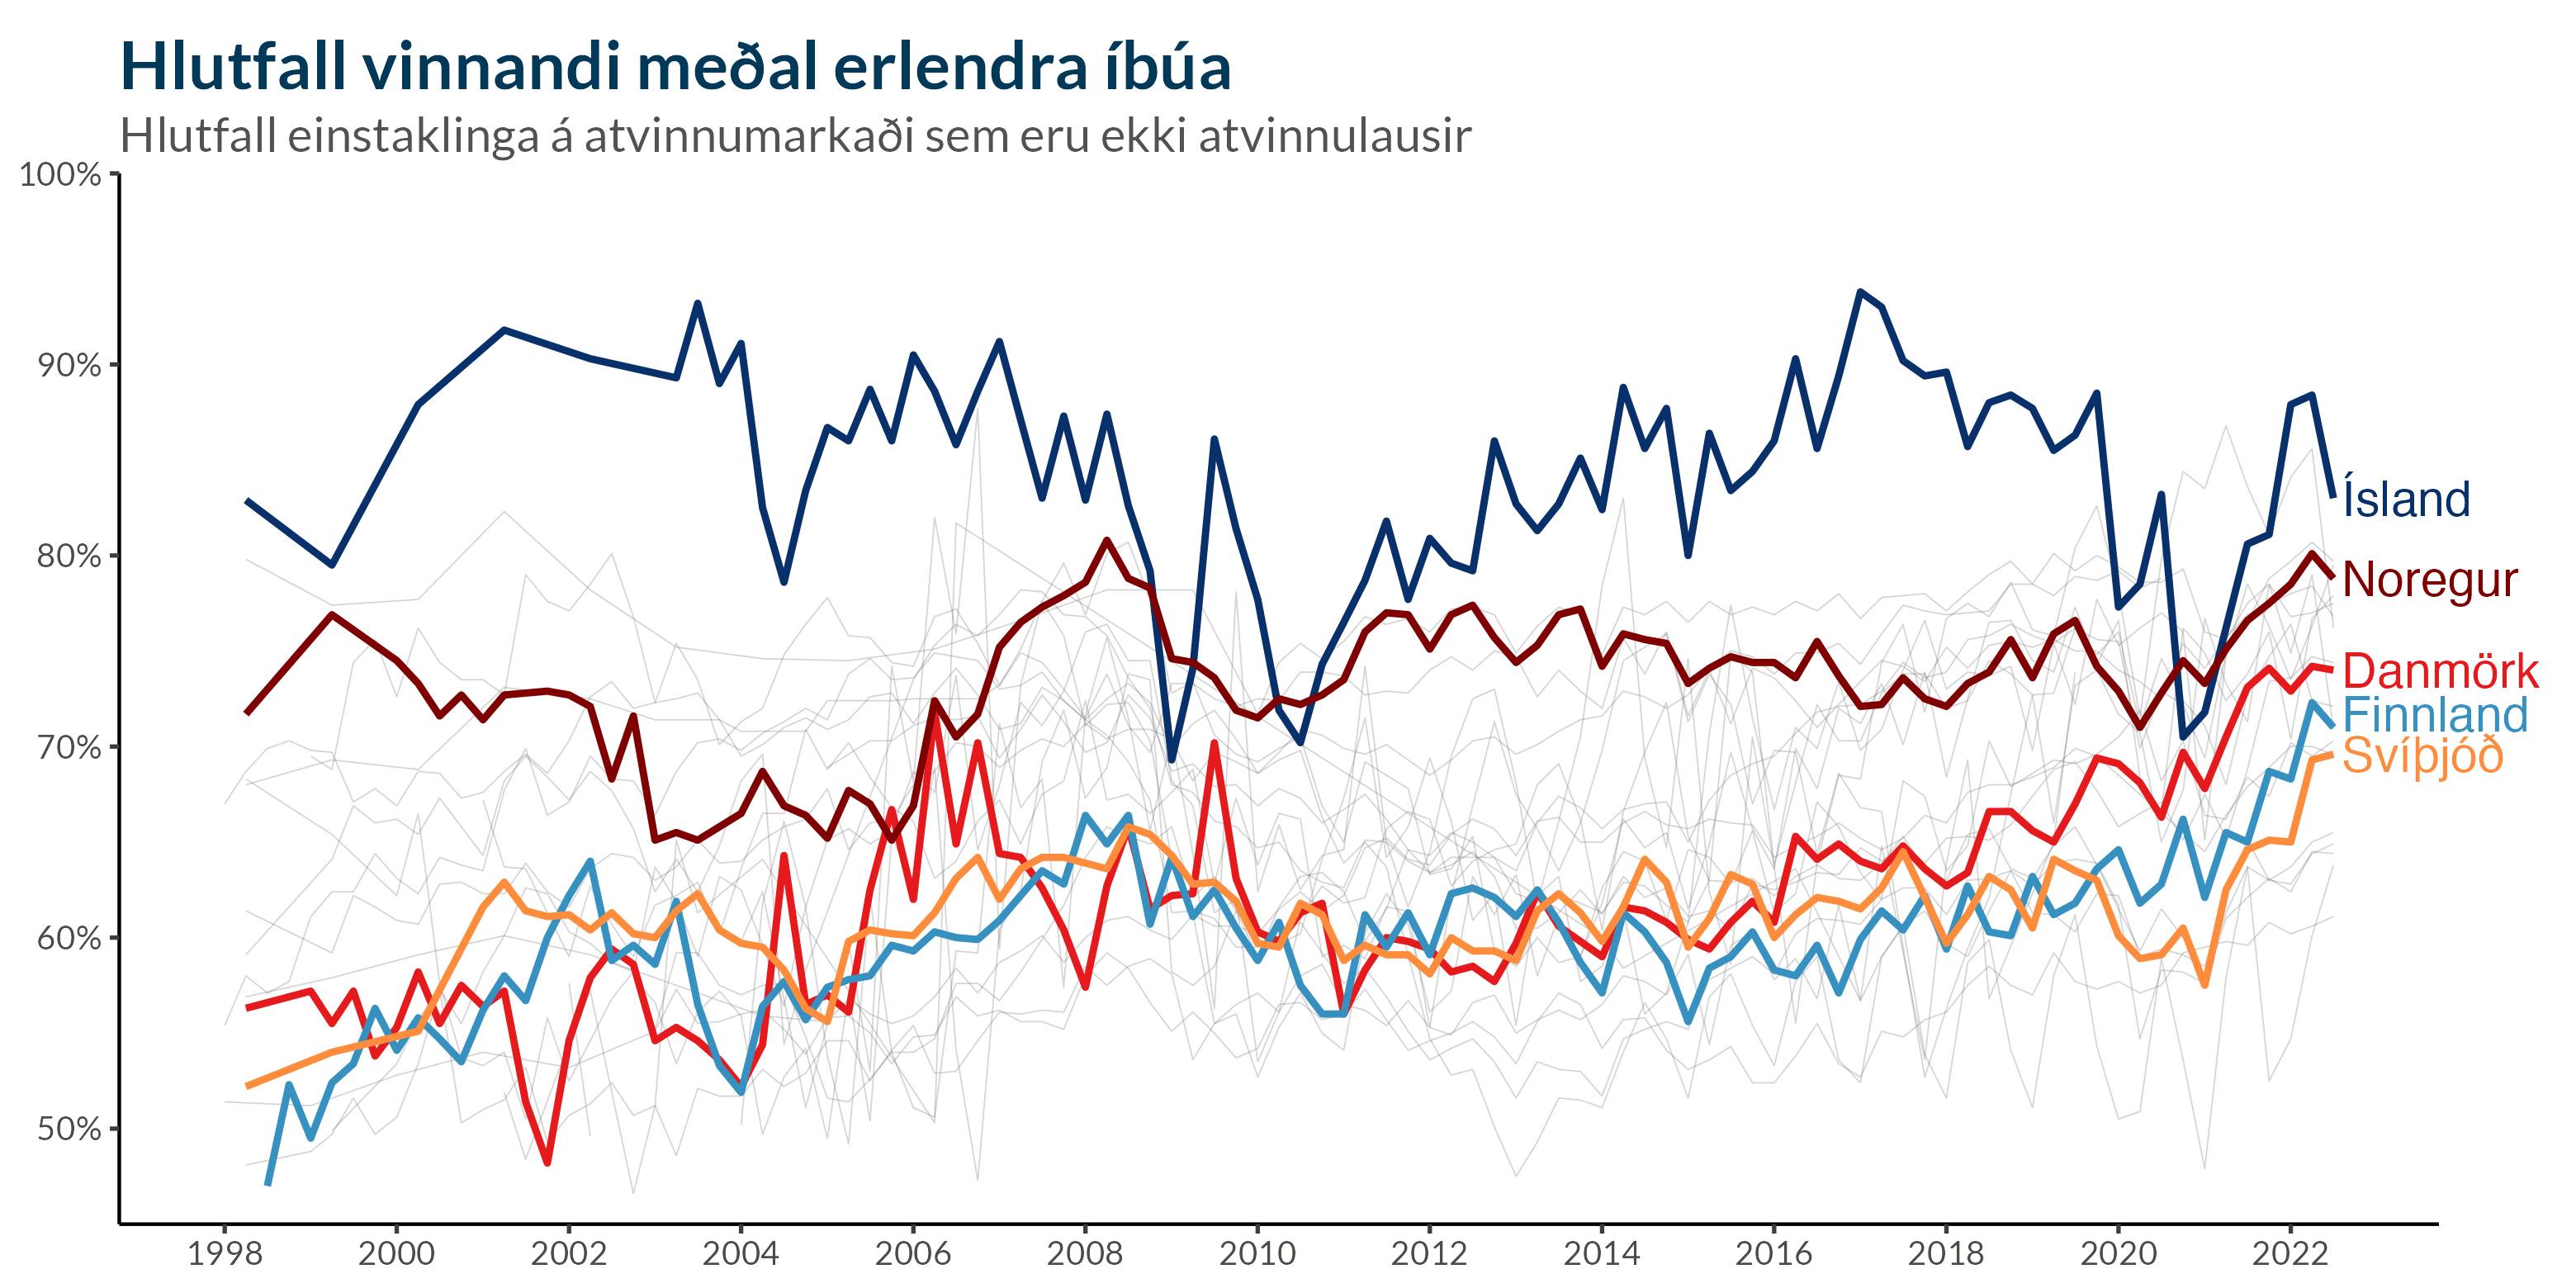 Hlutfall vinnandi meðal erlendra íbúa
Hlutfall einstaklinga á atvinnumarkaði sem eru ekki atvinnulausir
100%
90%
80%
70%
60%
50%
Ísland
Noregur
Danmörk
Finnland
Svíþjóð
1998 2000 2002 2004 2006 2008 2010 2012 2014 2016 2018 2020 2022